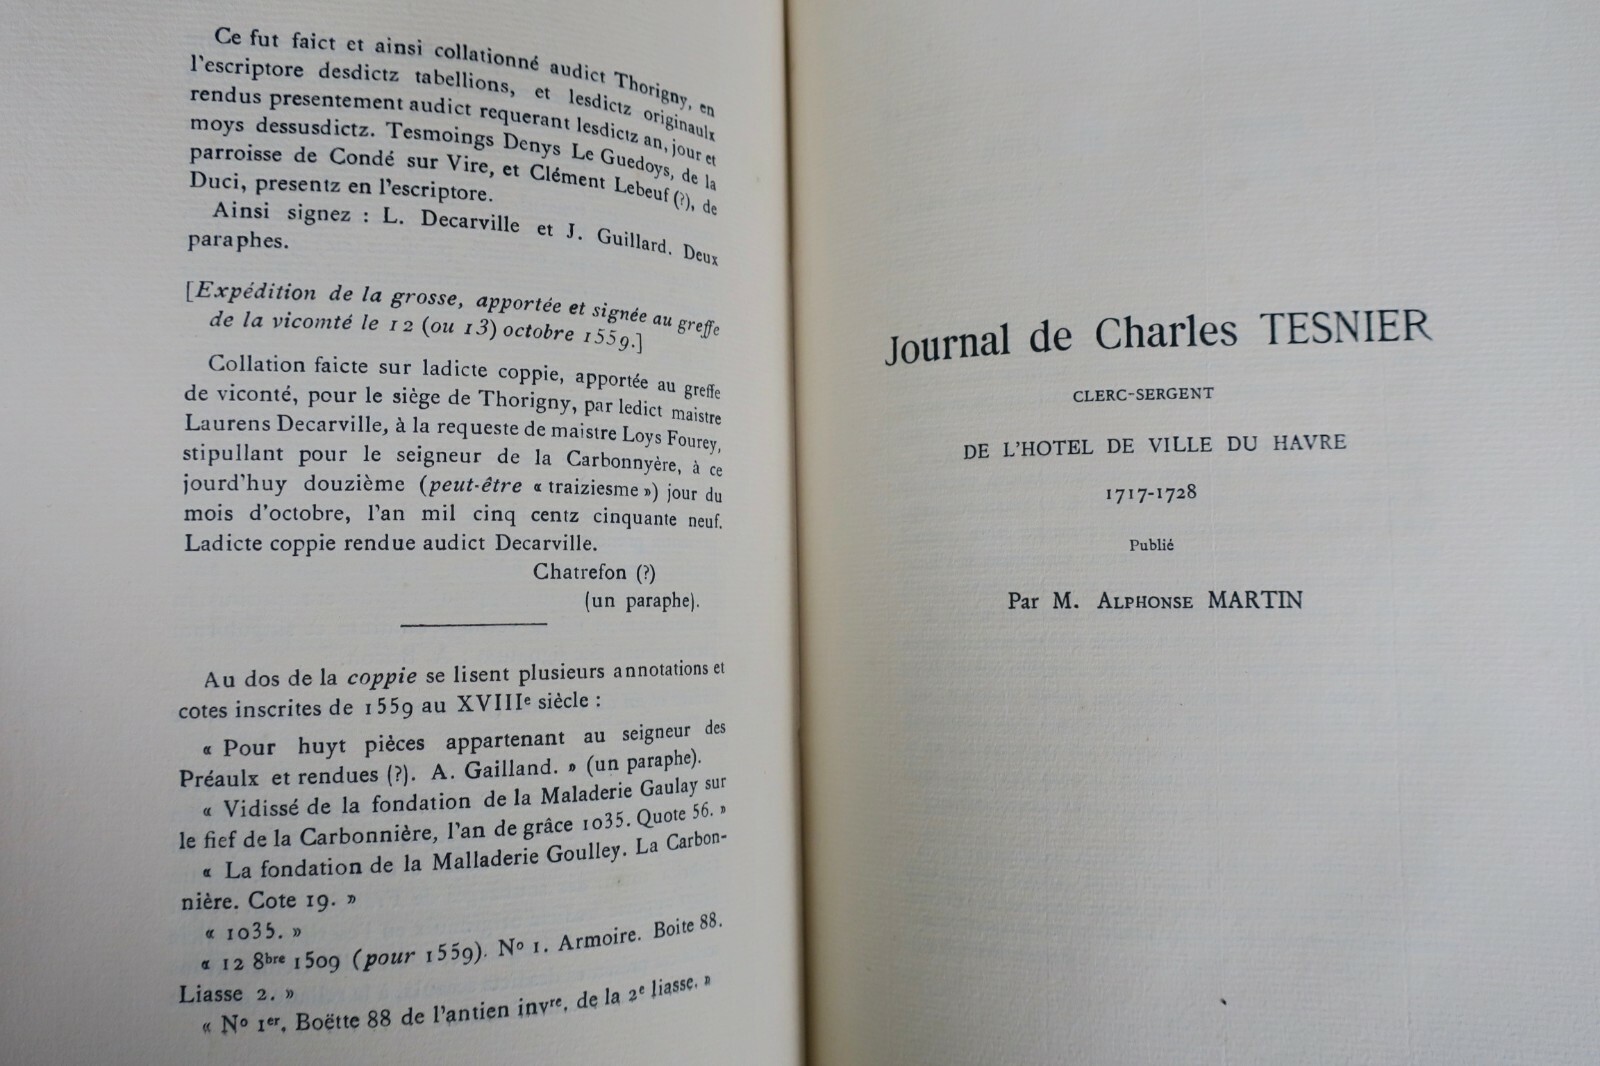 Ce fut faict et ainsi collationné audict Thorigny, en
l'escriptore desdictz tabellions, et lesdictz originaulx
rendus presentement audict requerant lesdictz an, jour et
moys dessusdictz. Tesmoings Denys Le Guedoys, de la
parroisse de Condé sur Vire, et Clément Lebeuf (?), de
Duci, presentz en l'escriptore.
Ainsi signez : L. Decarville et J. Guillard. Deux
paraphes.
[Expédition de la grosse, apportée et signée au greffe
de la vicomté le 12 (ou 13) octobre 1559.]
Collation faicte sur ladicte coppie, apportée au greffe
de viconté, pour le siège de Thorigny, par ledict maistre
Laurens Decarville, à la requeste de maistre Loys Fourey,
stipullant pour le seigneur de la Carbonnyère, à ce
jourd'huy douzième (peut-être « traiziesme ») jour du
mois d'octobre, l'an mil cinq centz cinquante neuf.
Ladicte coppie rendue audict Decarville.
Chatrefon (?)
(un paraphe).
Au dos de la coppie se lisent plusieurs annotations et
cotes inscrites de 1559 au XVIIIe siècle :
« Pour huyt pièces appartenant au seigneur des
Préaulx et rendues (?). A. Gailland. » (un paraphe).
« Vidissé de la fondation de la Maladerie Gaulay sur
le fief de la Carbonnière, l'an de grâce 1035. Quote 56. »
« La fondation de la Malladerie Goulley. La Carbon-
nière. Cote 19. »
« 1035. »
« 12 8bre 1509 (pour 1559). No 1. Armoire. Boite 88.
Liasse 2. »
« No 1er. Boëtte 88 de l'antien invre, de la 2e liasse. »
Journal de Charles TESNIER
CLERC-SERGENT
DE L'HOTEL DE VILLE DU HAVRE
1717-1728
Publié
Par M. ALPHONSE MARTIN